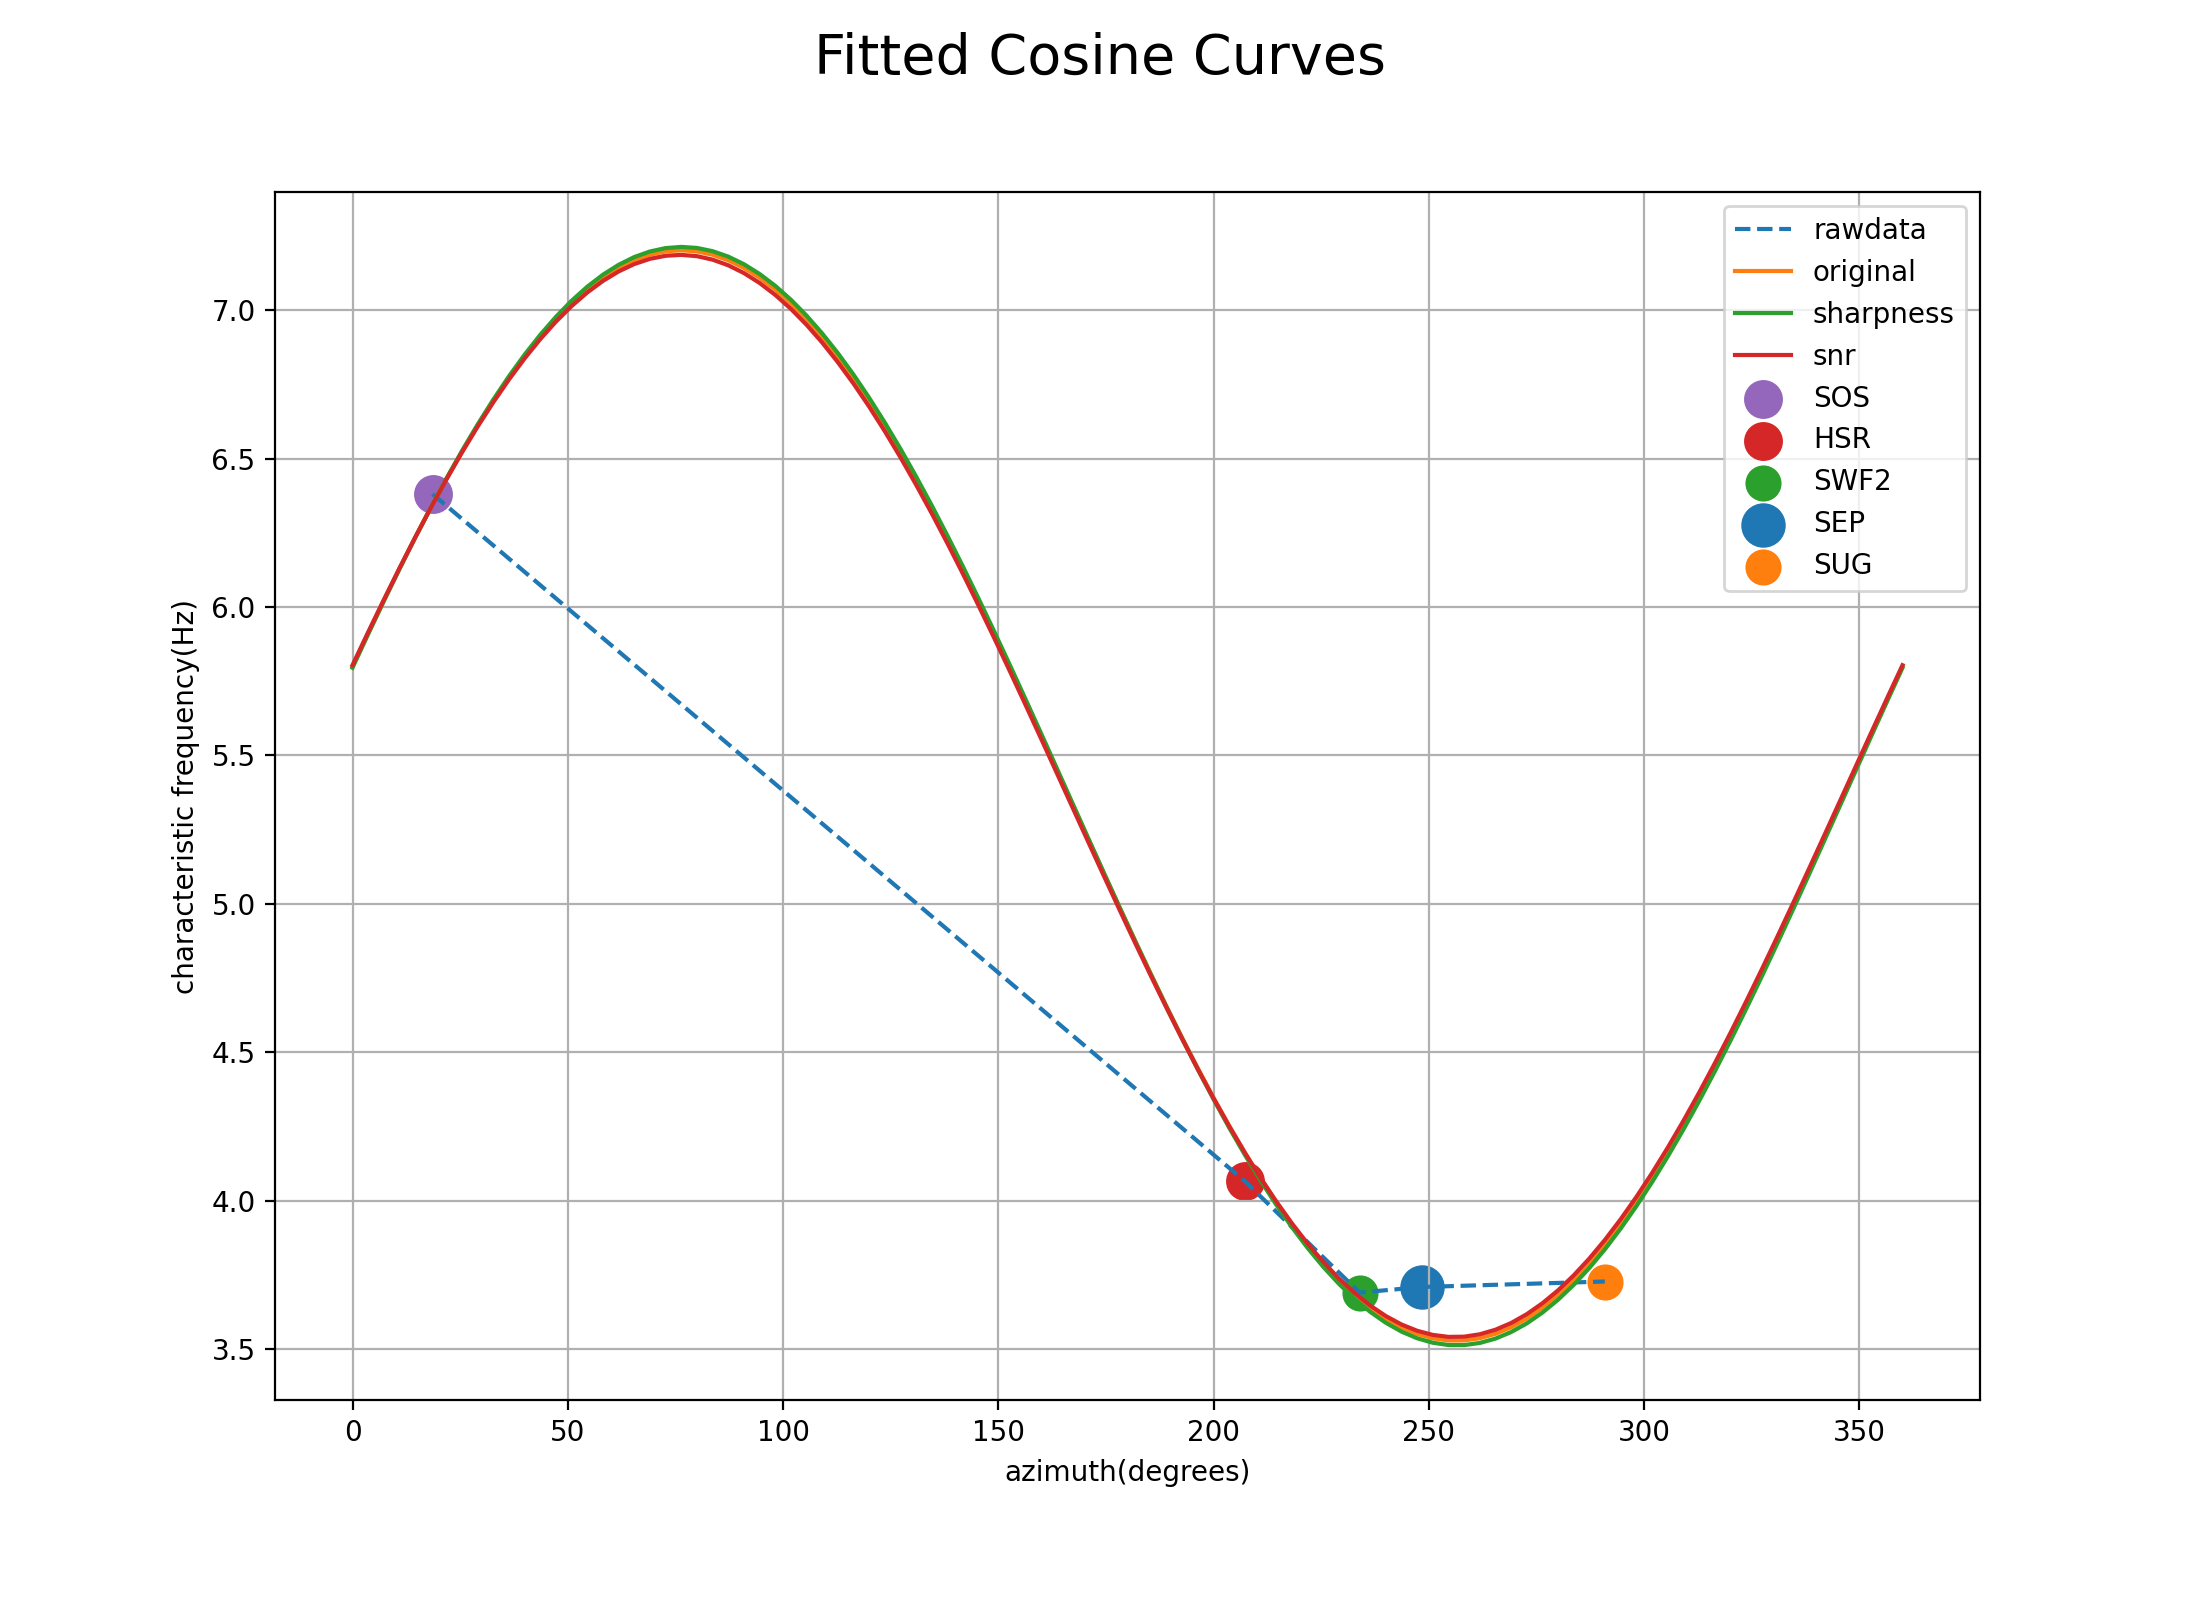 Fitted Cosine Curves
rawdata
original
sharpness
snr
SOS
HSR
SWF2
SEP
SUG
7.0
6.5
6.0
5.5
5.0
4.5
4.0
3.5
characteristic frequency(Hz)
0 50 100 150 200 250 300 350
azimuth(degrees)